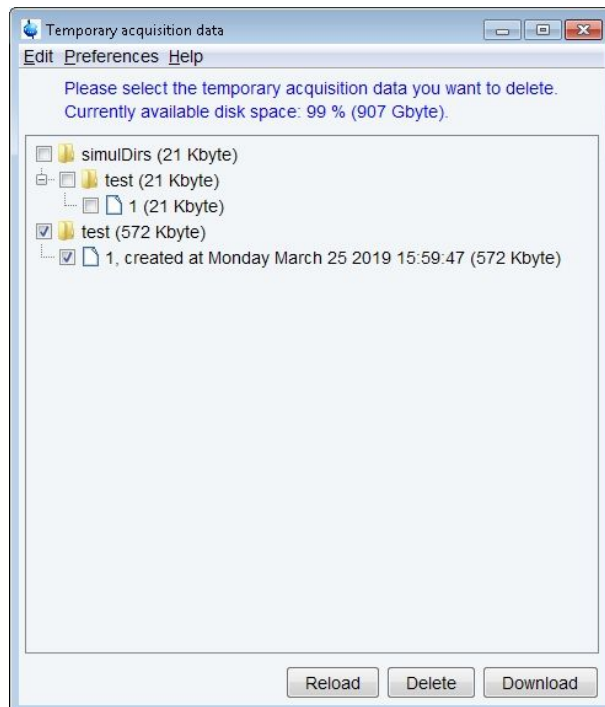 Temporary acquisition data
Edit Preferences Help
Please select the temporary acquisition data you want to delete.
Currently available disk space: 99 % (907 Gbyte).
simulDirs (21 Kbyte)
test (21 Kbyte)
1 (21 Kbyte)
test (572 Kbyte)
1, created at Monday March 25 2019 15:59:47 (572 Kbyte)
Reload Delete Download